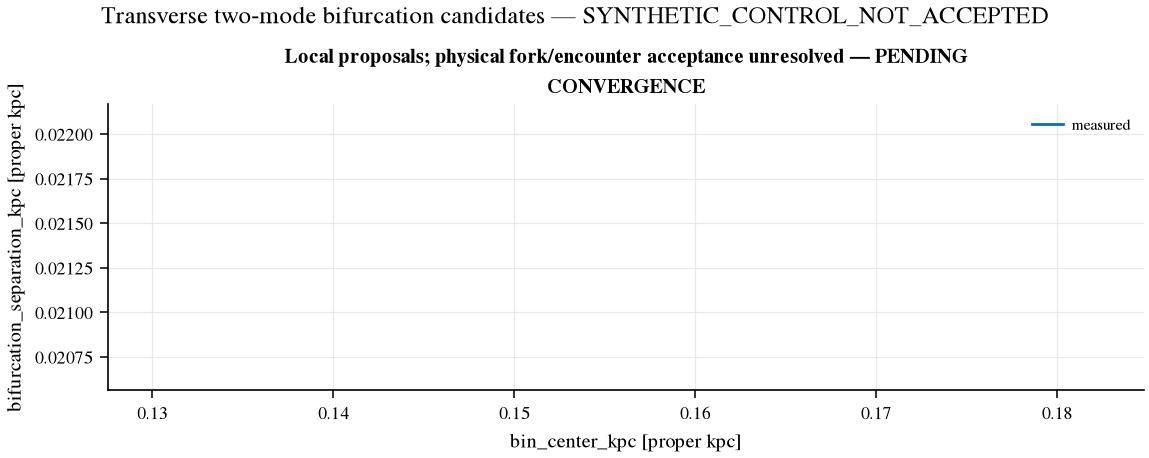 Transverse two-mode bifurcation candidates — SYNTHETIC_CONTROL_NOT_ACCEPTED
Local proposals; physical fork/encounter acceptance unresolved — PENDING
CONVERGENCE
bifurcation_separation_kpc [proper kpc]
0.02200
0.02175
0.02150
0.02125
0.02100
0.02075
measured
0.13
0.14
0.15
0.16
0.17
0.18
bin_center_kpc [proper kpc]